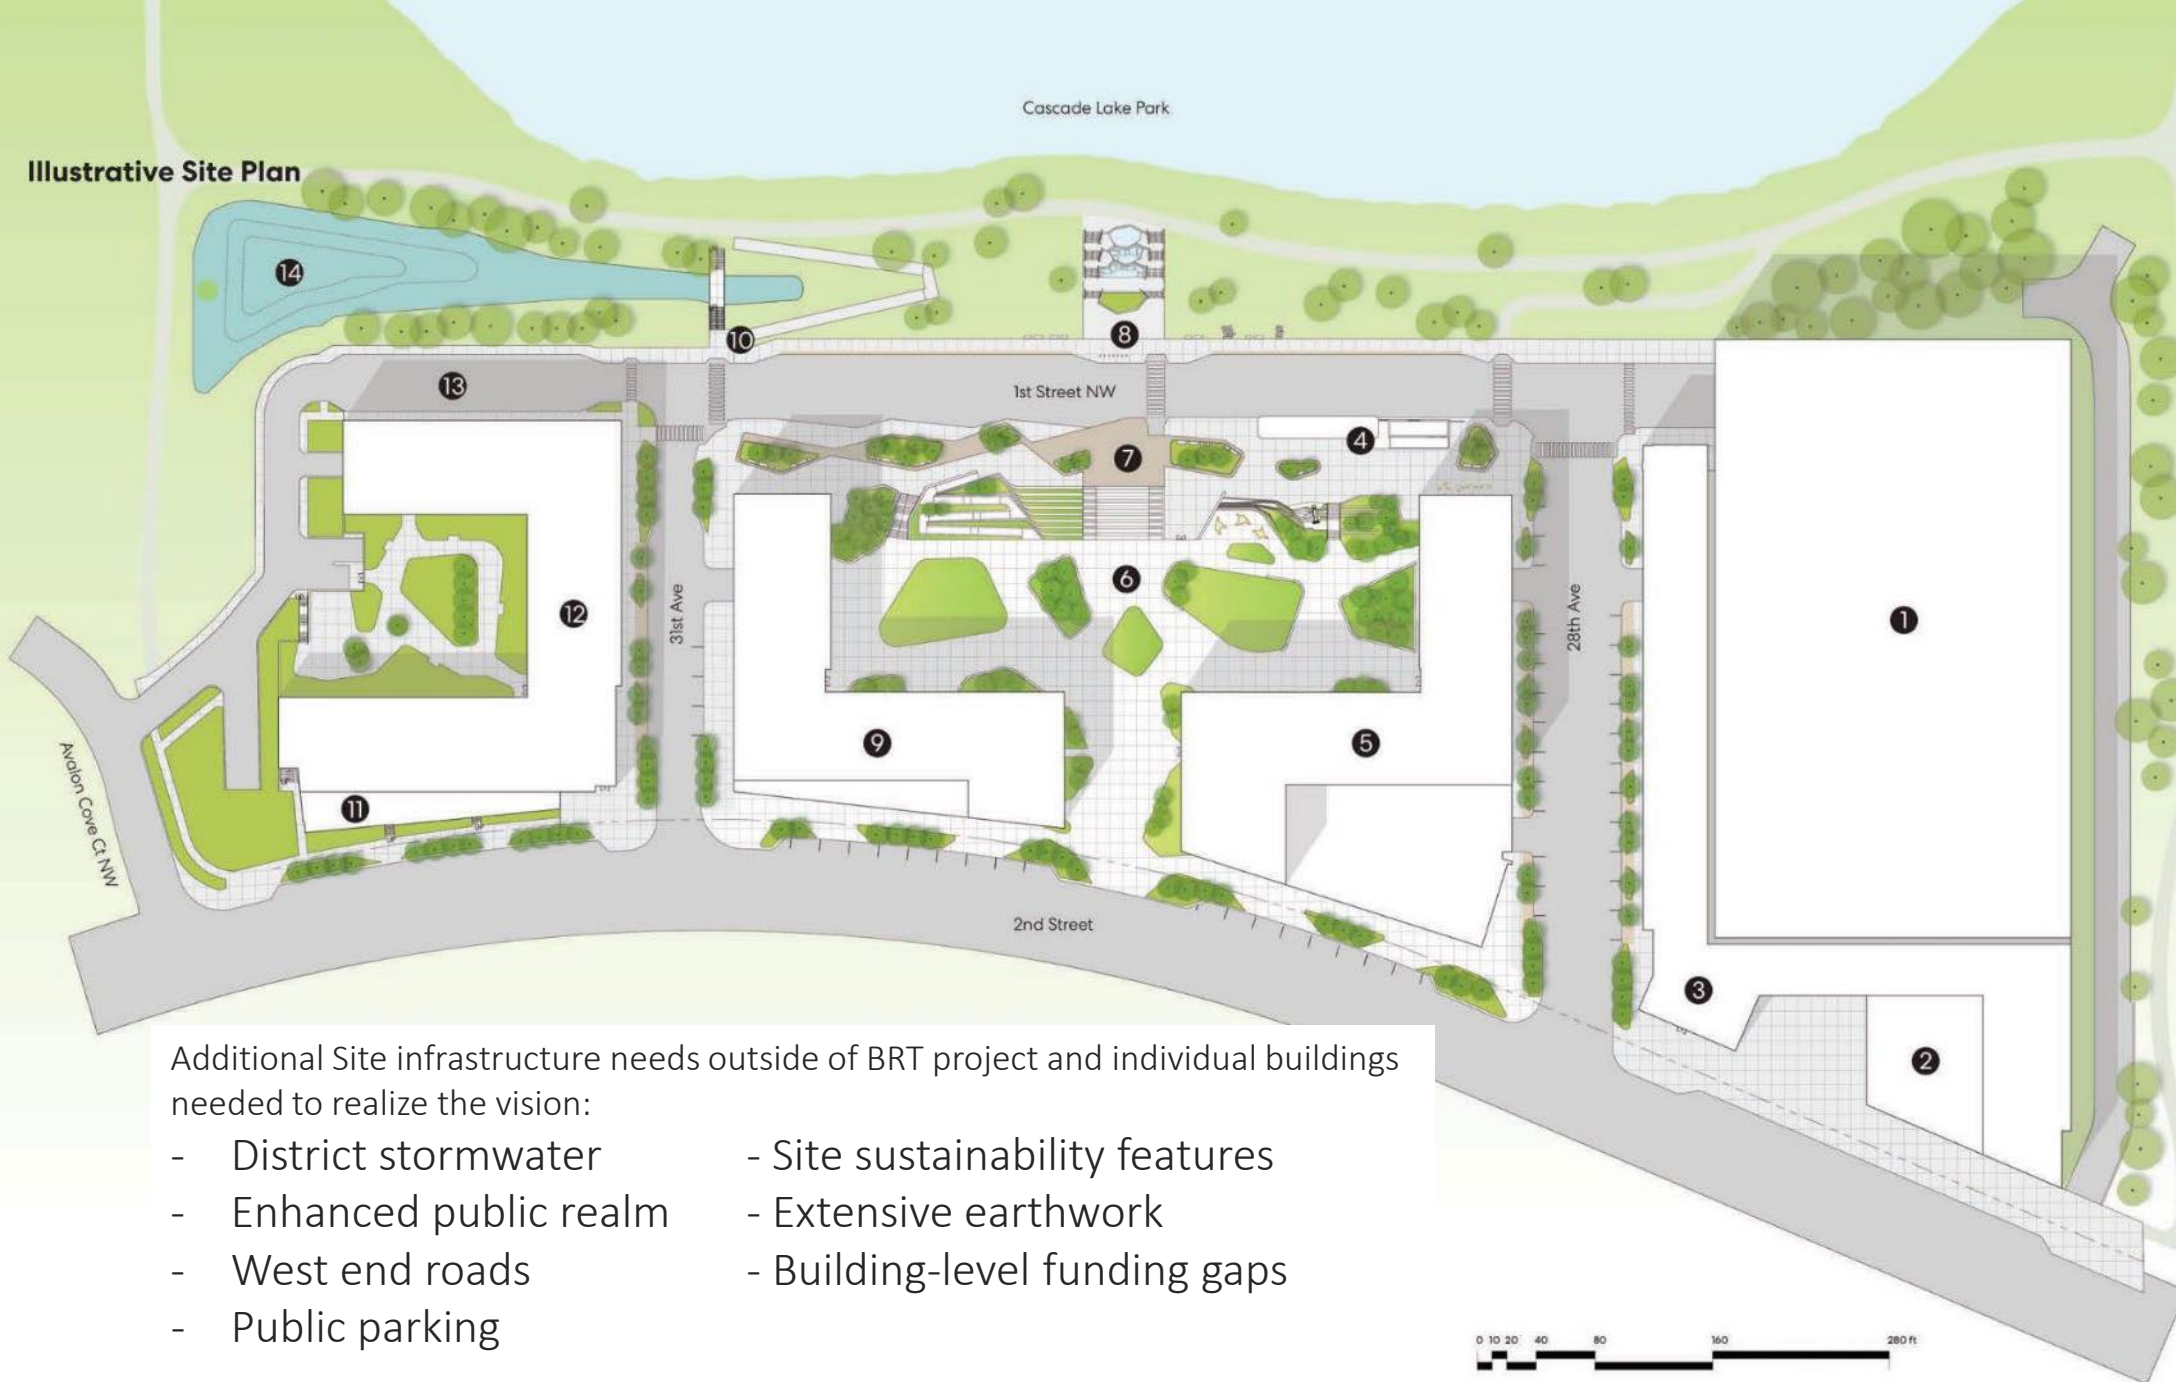 Cascade Lake Park
Illustrative Site Plan
14
10
8
13
1st Street NW
4
7
6
12
31st Ave
28th Ave
1
9
5
11
Avalon Cove Ct NW
2nd Street
3
2
Additional Site infrastructure needs outside of BRT project and individual buildings
needed to realize the vision:
- District stormwater
- Enhanced public realm
- West end roads
- Public parking
- Site sustainability features
- Extensive earthwork
- Building-level funding gaps
0 10 20 40 80 160 280 ft